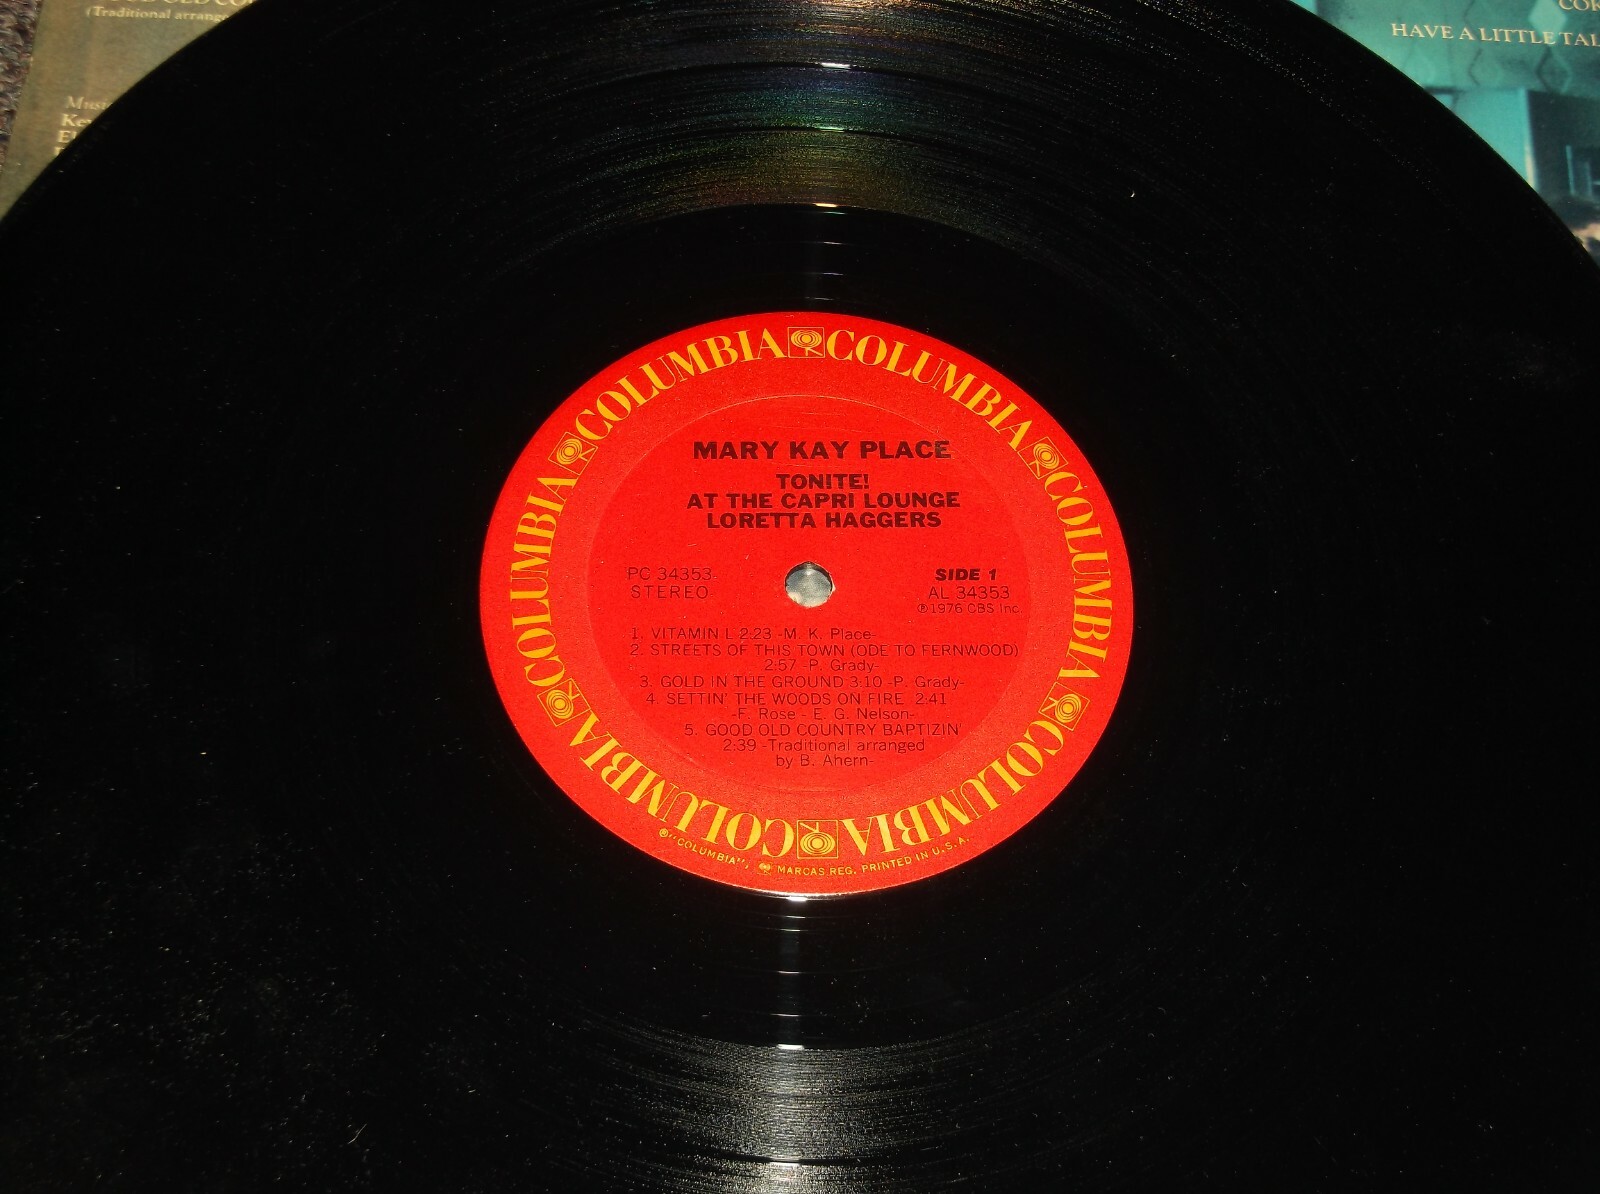 (Traditional
HAVE A LITTLE
COLUMBIA COLUMBIA COLUMBIA COLUMBIA COLUMBIA COLUMBIA COLUMBIA COLUMBIA
MARY KAY PLACE
TONITE!
AT THE CAPRI LOUNGE
LORETTA HAGGERS
PC 34353
STEREO
SIDE 1
AL 34353
℗1976 CBS Inc.
1. VITAMIN L 2:23 -M. K. Place-
2. STREETS OF THIS TOWN (ODE TO FERNWOOD)
2:57 -P. Grady-
3. GOLD IN THE GROUND 3:10 -P. Grady-
4. SETTIN' THE WOODS ON FIRE 2:41
-F. Rose - E. G. Nelson-
5. GOOD OLD COUNTRY BAPTIZIN'
2:39 -Traditional arranged
by B. Ahern-
®"COLUMBIA", MARCAS REG. PRINTED IN U.S.A.